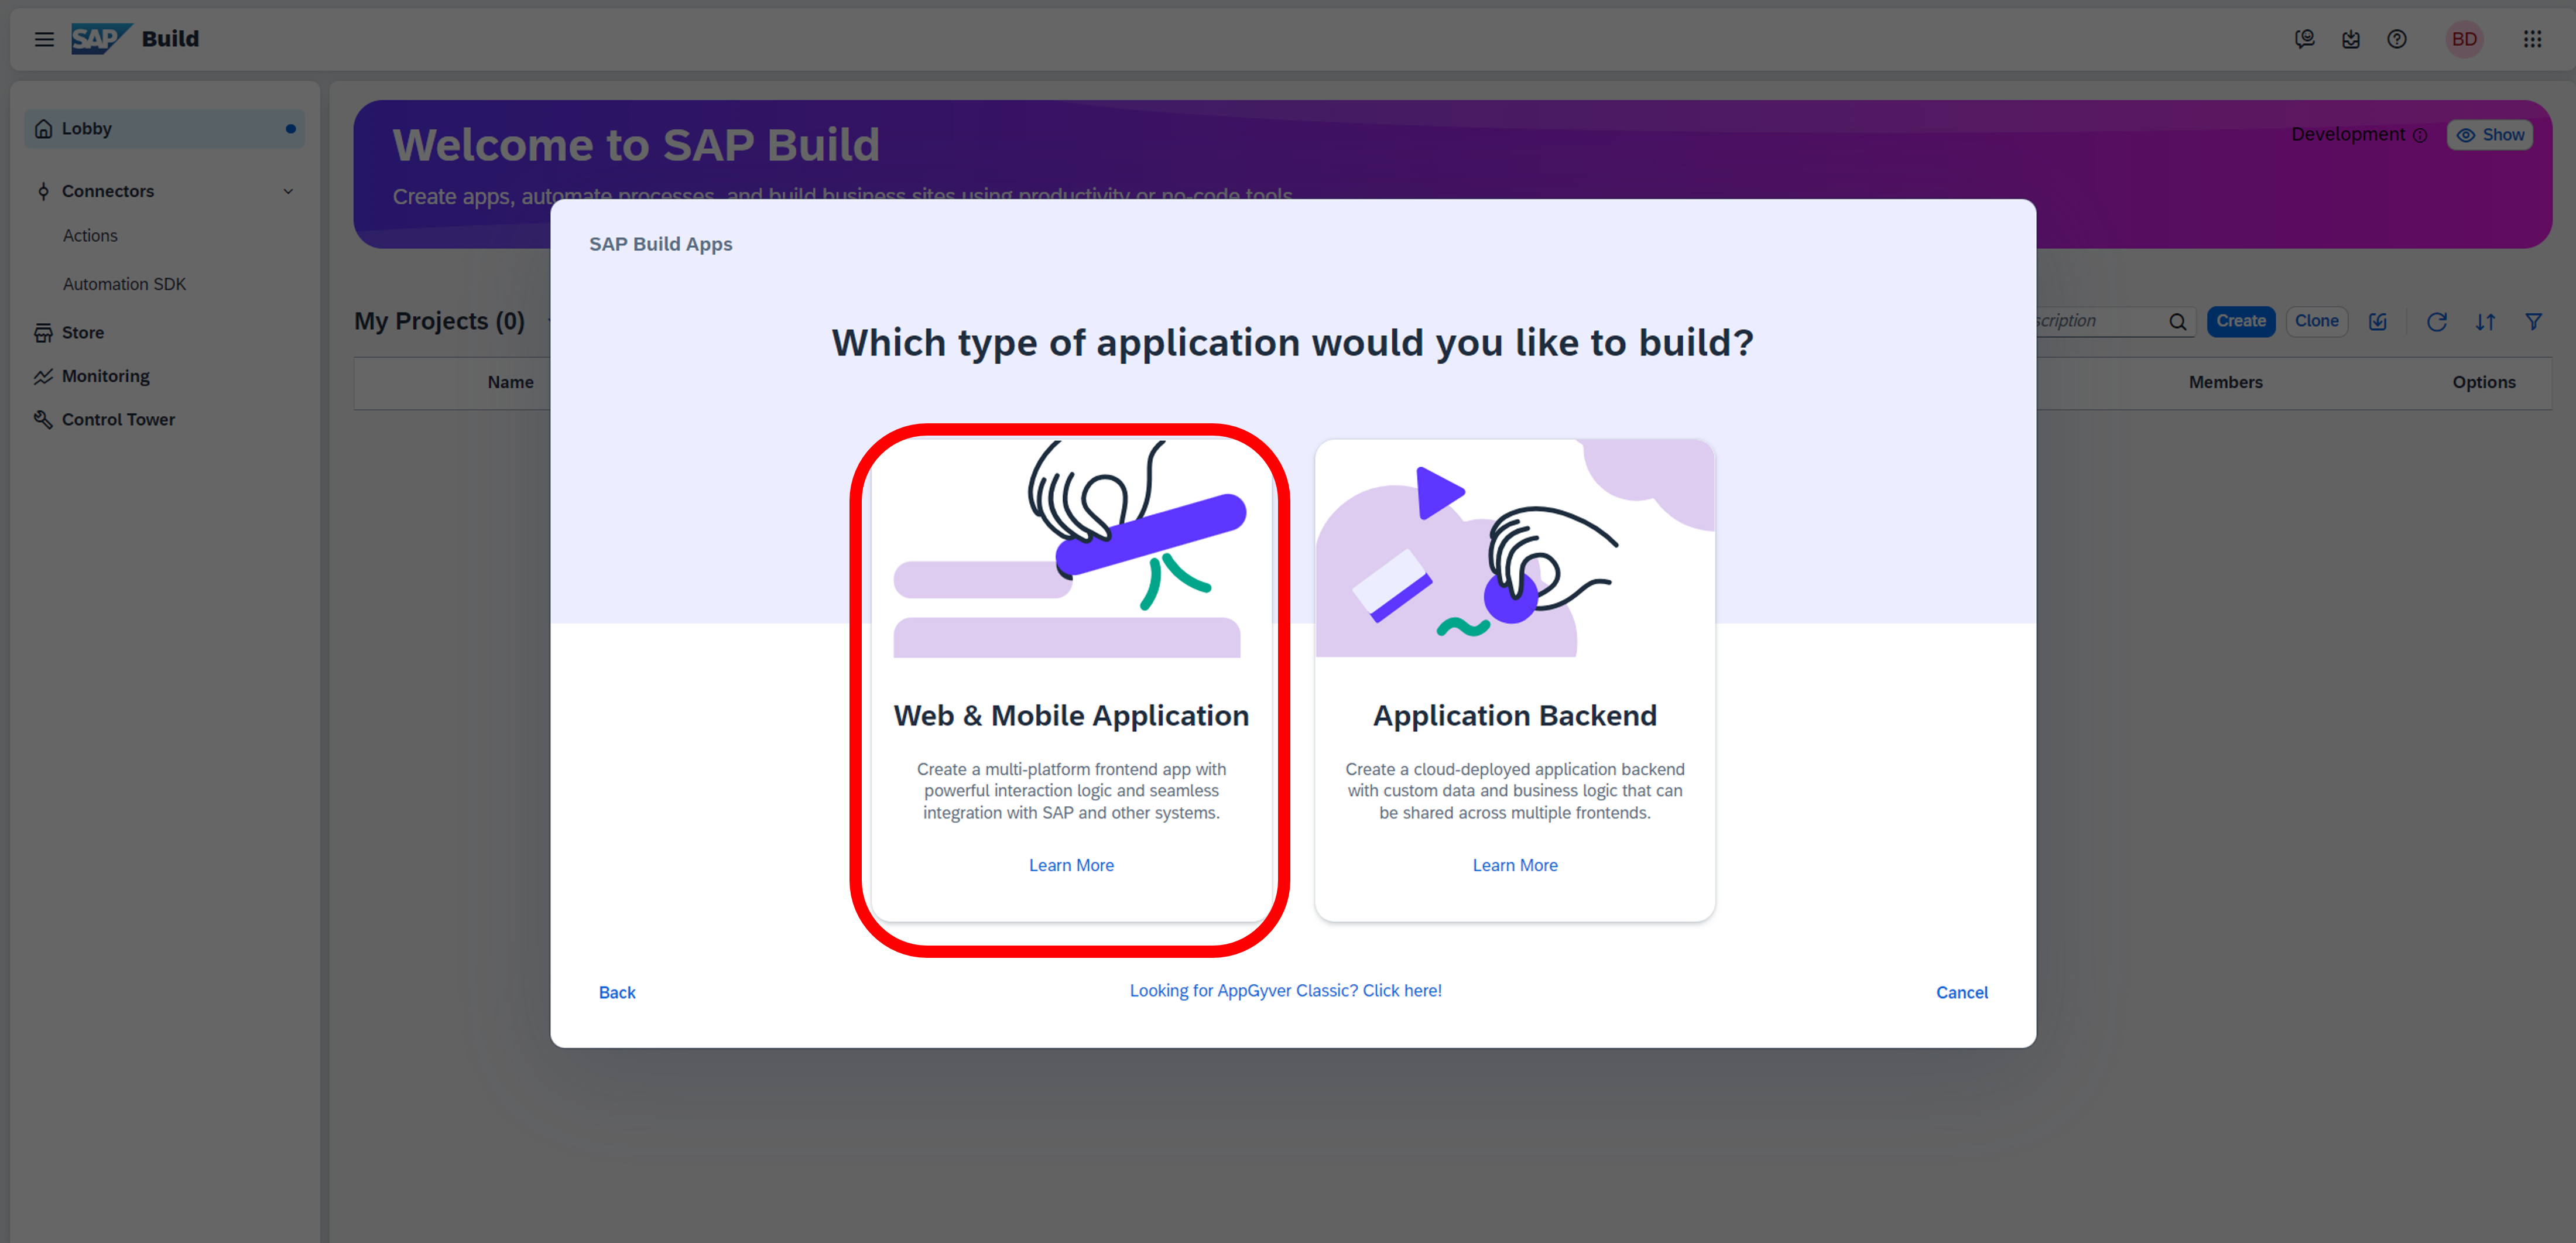 SAP Build
BD
Lobby
Connectors
Actions
Automation SDK
Store
Monitoring
Control Tower
Welcome to SAP Build
Create apps, automate processes, and build business sites using productivity or no-code tools
Development
Show
My Projects (0)
scription
Create
Clone
Name
Members
Options
SAP Build Apps
Which type of application would you like to build?
Web & Mobile Application
Create a multi-platform frontend app with
powerful interaction logic and seamless
integration with SAP and other systems.
Learn More
Application Backend
Create a cloud-deployed application backend
with custom data and business logic that can
be shared across multiple frontends.
Learn More
Back
Looking for AppGyver Classic? Click here!
Cancel